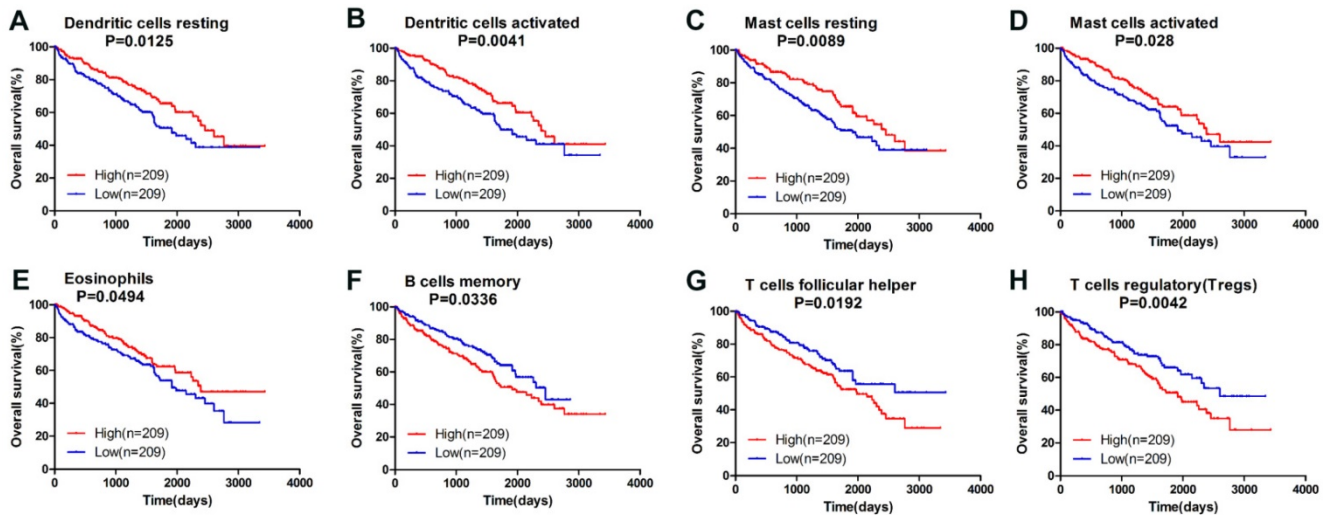 A
Dendritic cells resting
P=0.0125
Overall survival(%)
100
80
60
40
20
0
High(n=209)
Low(n=209)
0 1000 2000 3000 4000
Time(days)
B
Dentritic cells activated
P=0.0041
Overall survival(%)
100
80
60
40
20
0
High(n=209)
Low(n=209)
0 1000 2000 3000 4000
Time(days)
C
Mast cells resting
P=0.0089
Overall survival(%)
100
80
60
40
20
0
High(n=209)
Low(n=209)
0 1000 2000 3000 4000
Time(days)
D
Mast cells activated
P=0.028
Overall survival(%)
100
80
60
40
20
0
High(n=209)
Low(n=209)
0 1000 2000 3000 4000
Time(days)
E
Eosinophils
P=0.0494
Overall survival(%)
100
80
60
40
20
0
High(n=209)
Low(n=209)
0 1000 2000 3000 4000
Time(days)
F
B cells memory
P=0.0336
Overall survival(%)
100
80
60
40
20
0
High(n=209)
Low(n=209)
0 1000 2000 3000 4000
Time(days)
G
T cells follicular helper
P=0.0192
Overall survival(%)
100
80
60
40
20
0
High(n=209)
Low(n=209)
0 1000 2000 3000 4000
Time(days)
H
T cells regulatory(Tregs)
P=0.0042
Overall survival(%)
100
80
60
40
20
0
High(n=209)
Low(n=209)
0 1000 2000 3000 4000
Time(days)